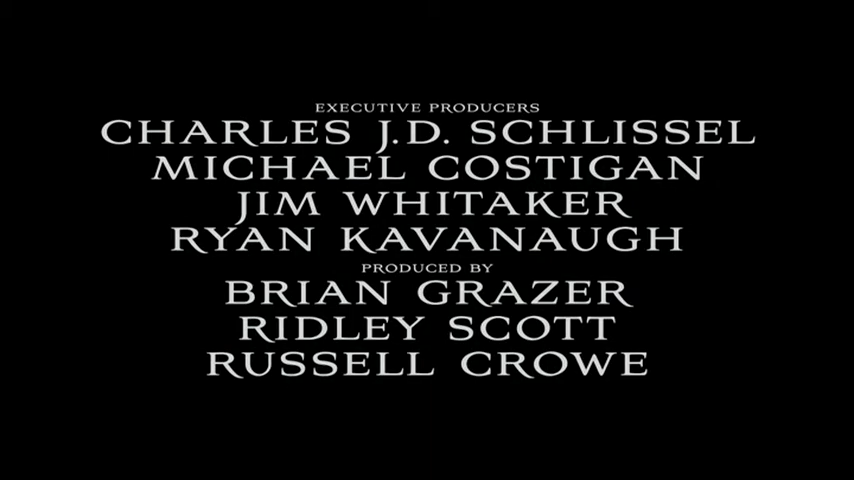 EXECUTIVE PRODUCERS
CHARLES J.D. SCHLISSEL
MICHAEL COSTIGAN
JIM WHITAKER
RYAN KAVANAUGH
PRODUCED BY
BRIAN GRAZER
RIDLEY SCOTT
RUSSELL CROWE